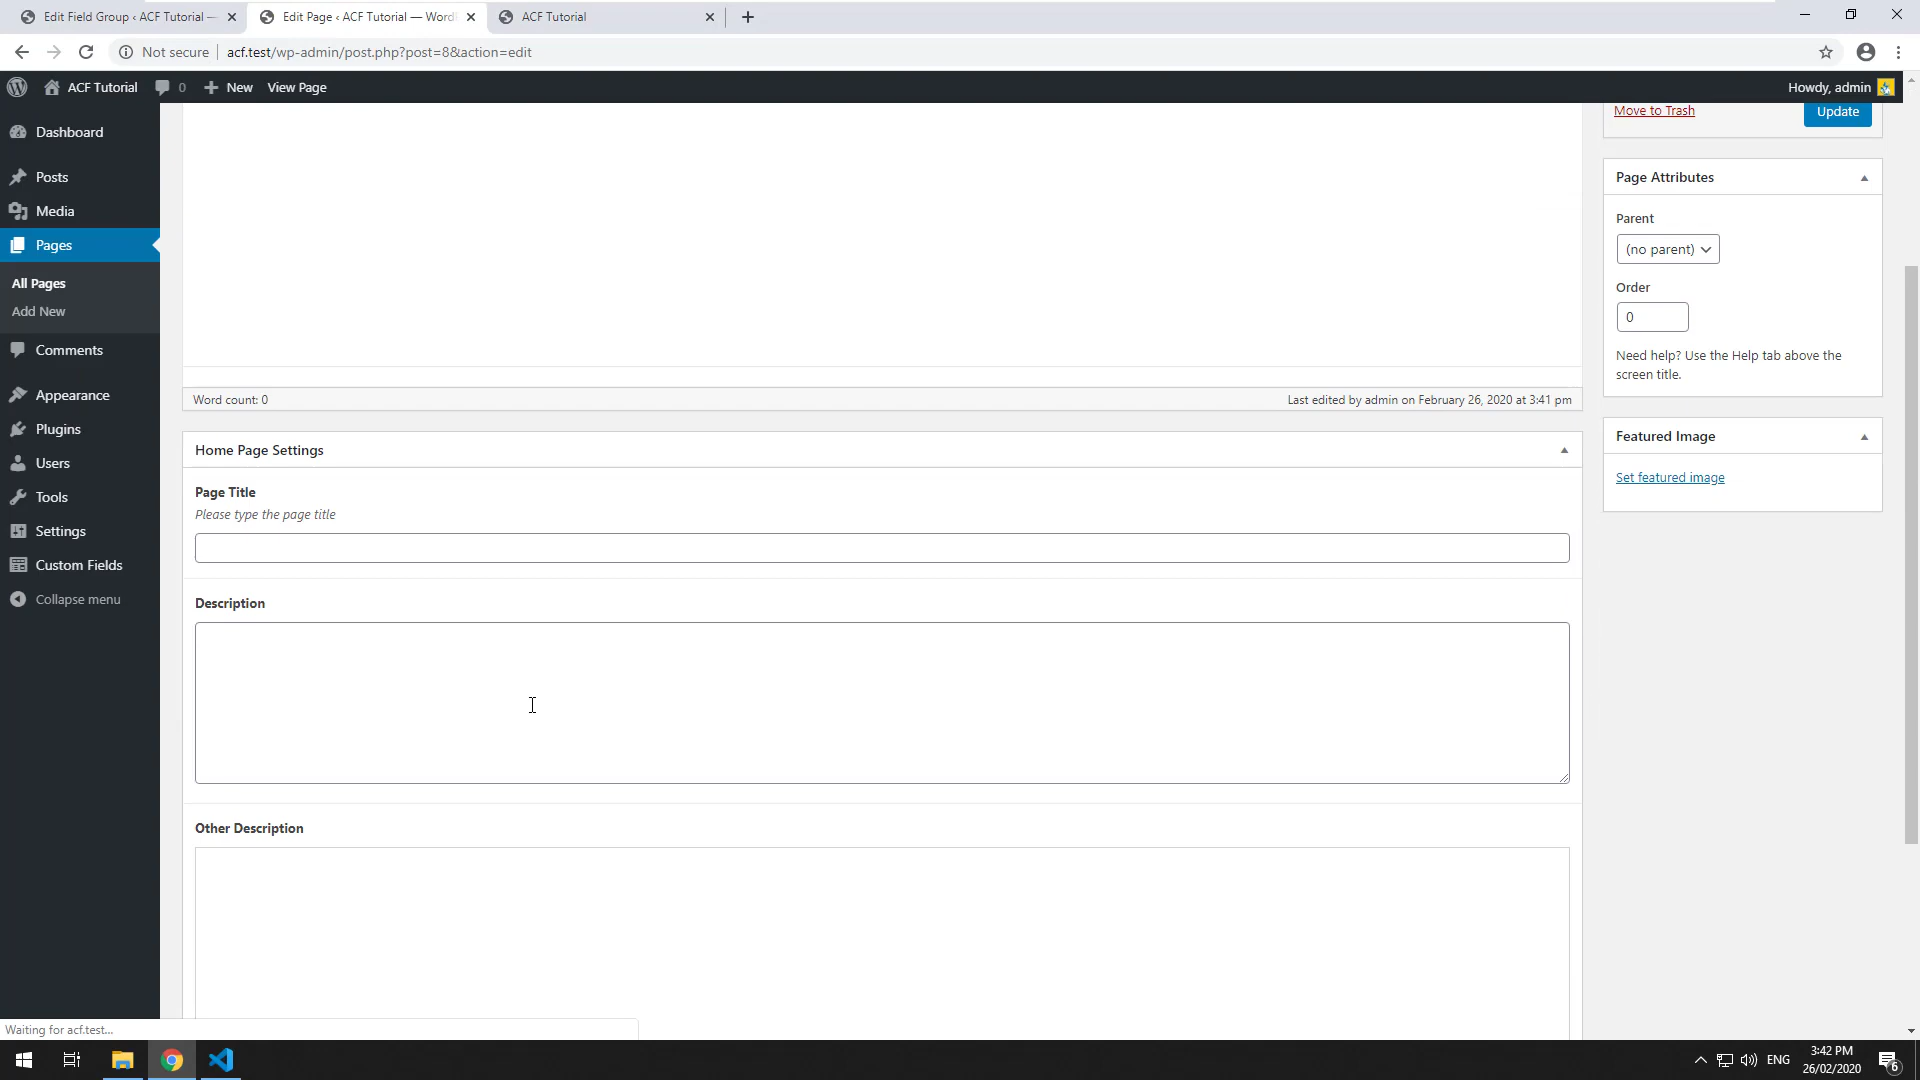 Edit Field Group ‹ ACF Tutorial —
Edit Page ‹ ACF Tutorial — Word
ACF Tutorial
Not secure
acf.test/wp-admin/post.php?post=8&action=edit
ACF Tutorial
0
New
View Page
Howdy, admin
Dashboard
Posts
Media
Pages
All Pages
Add New
Comments
Appearance
Plugins
Users
Tools
Settings
Custom Fields
Collapse menu
Word count: 0
Last edited by admin on February 26, 2020 at 3:41 pm
Home Page Settings
Page Title
Please type the page title
Description
Other Description
Move to Trash
Update
Page Attributes
Parent
(no parent)
Order
0
Need help? Use the Help tab above the
screen title.
Featured Image
Set featured image
Waiting for acf.test...
ENG
3:42 PM
26/02/2020
6